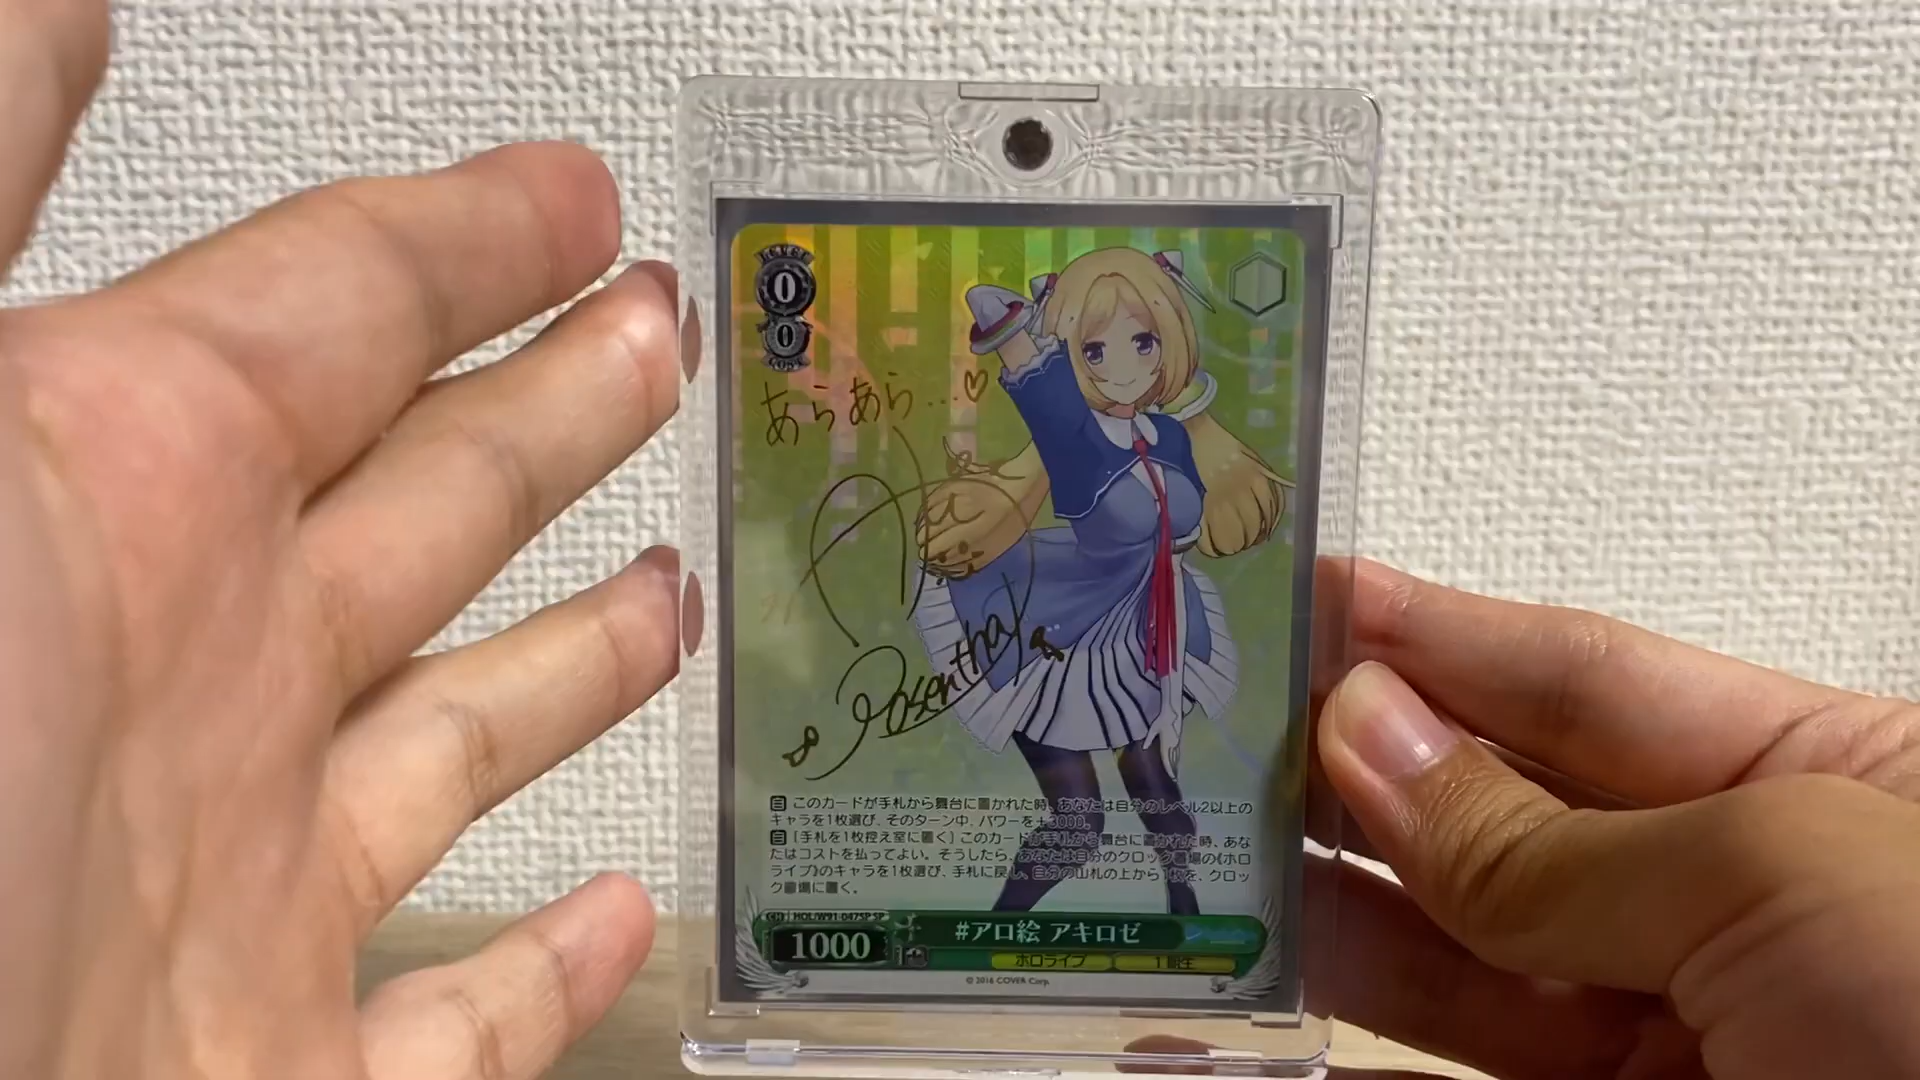 LEVEL
0
0
COST
あらあら...♡
Aki
Rosenthal
自 このカードが手札から舞台に置かれた時、あなたは自分のレベル2以上の
キャラを1枚選び、そのターン中、パワーを+3000。
自 [手札を1枚控え室に置く] このカードが手札から舞台に置かれた時、あな
たはコストを払ってよい。そうしたら、あなたは自分のクロック置場の《ホロ
ライブ》のキャラを1枚選び、手札に戻し、自分の山札の上から1枚を、クロッ
ク置場に置く。
CH HOL/W91-047SP SP
1000
#アロ絵 アキロゼ
ホロライブ 1期生
© 2016 COVER Corp.